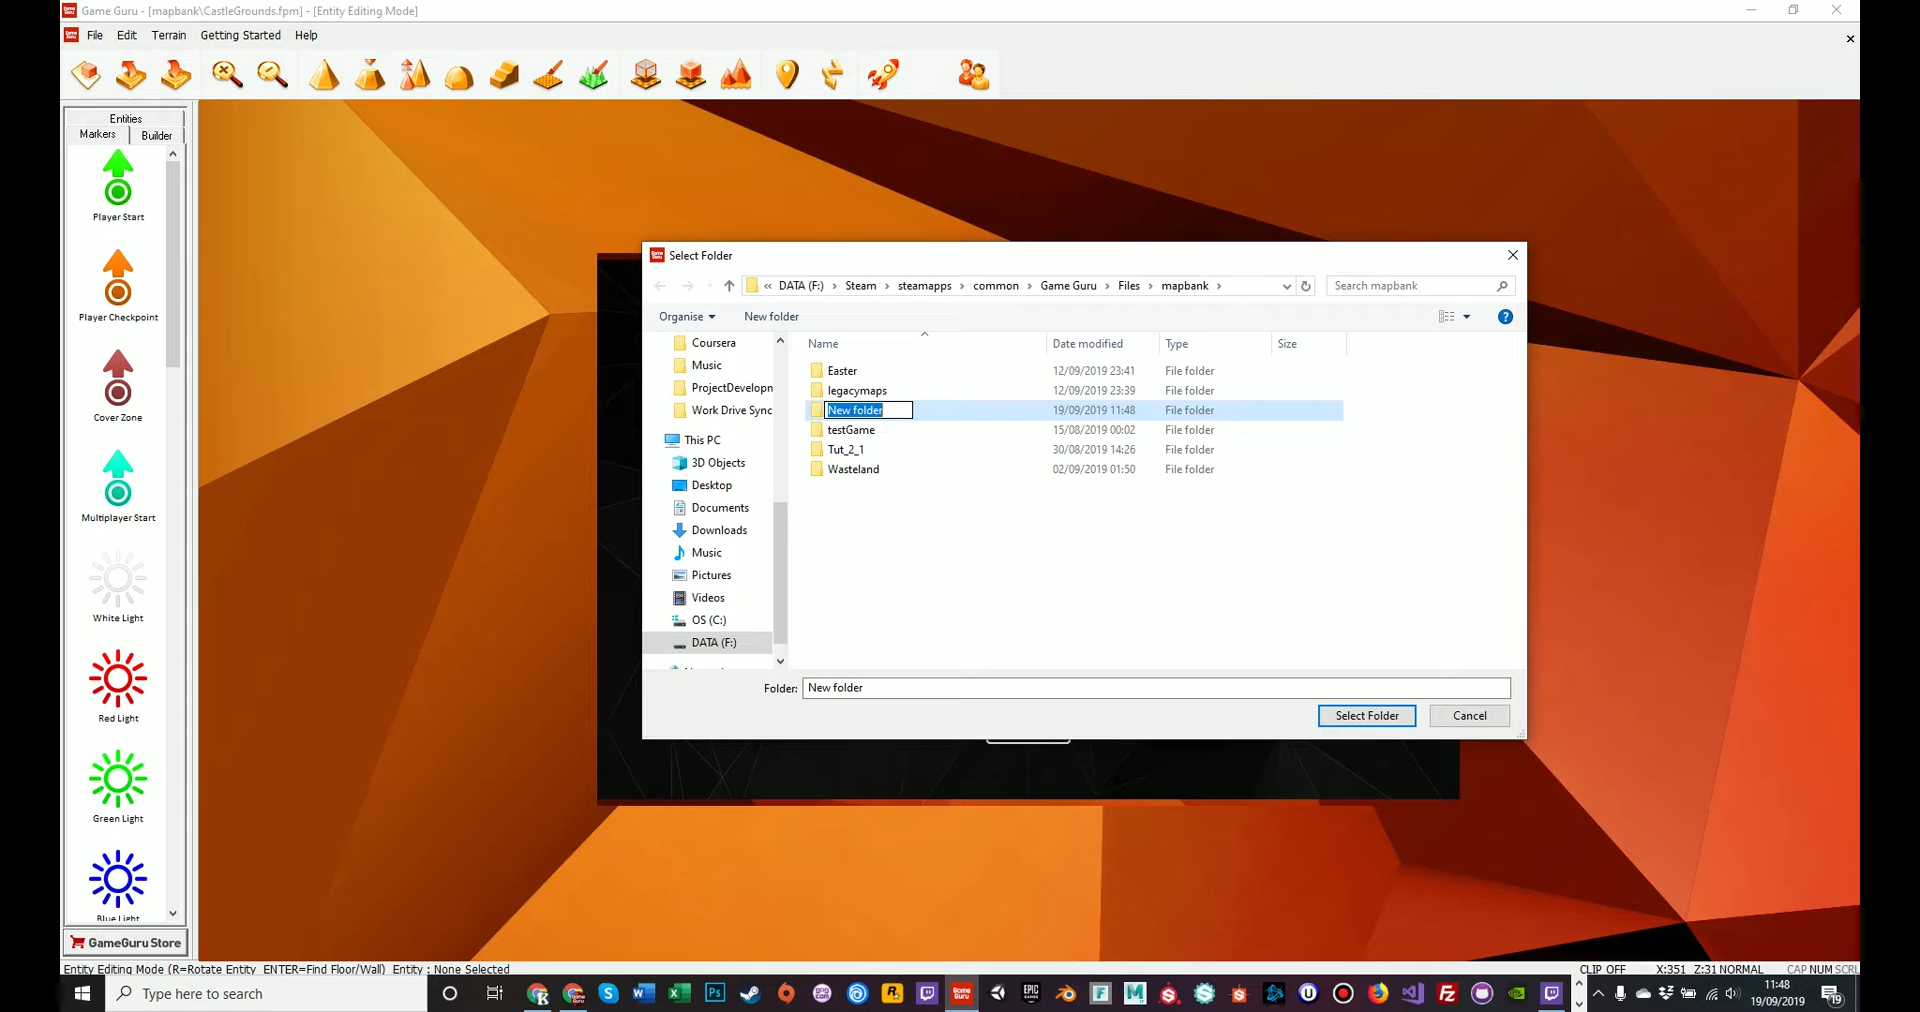 Game Guru - [mapbank\CastleGrounds.fpm] - [Entity Editing Mode]
File Edit Terrain Getting Started Help
Entities
Markers Builder
Player Start
Player Checkpoint
Cover Zone
Multiplayer Start
White Light
Red Light
Green Light
Blue Light
GameGuru Store
Select Folder
« DATA (F:) › Steam › steamapps › common › Game Guru › Files › mapbank ›
Search mapbank
Organise New folder
Coursera
Music
ProjectDevelopn
Work Drive Sync
This PC
3D Objects
Desktop
Documents
Downloads
Music
Pictures
Videos
OS (C:)
DATA (F:)
Name Date modified Type Size
Easter 12/09/2019 23:41 File folder
legacymaps 12/09/2019 23:39 File folder
New folder 19/09/2019 11:48 File folder
testGame 15/08/2019 00:02 File folder
Tut_2_1 30/08/2019 14:26 File folder
Wasteland 02/09/2019 01:50 File folder
Folder: New folder
Select Folder Cancel
Entity Editing Mode (R=Rotate Entity ENTER=Find Floor/Wall) Entity : None Selected
CLIP OFF X:351 Z:31 NORMAL CAP NUM SCRL
Type here to search
11:48
19/09/2019
19